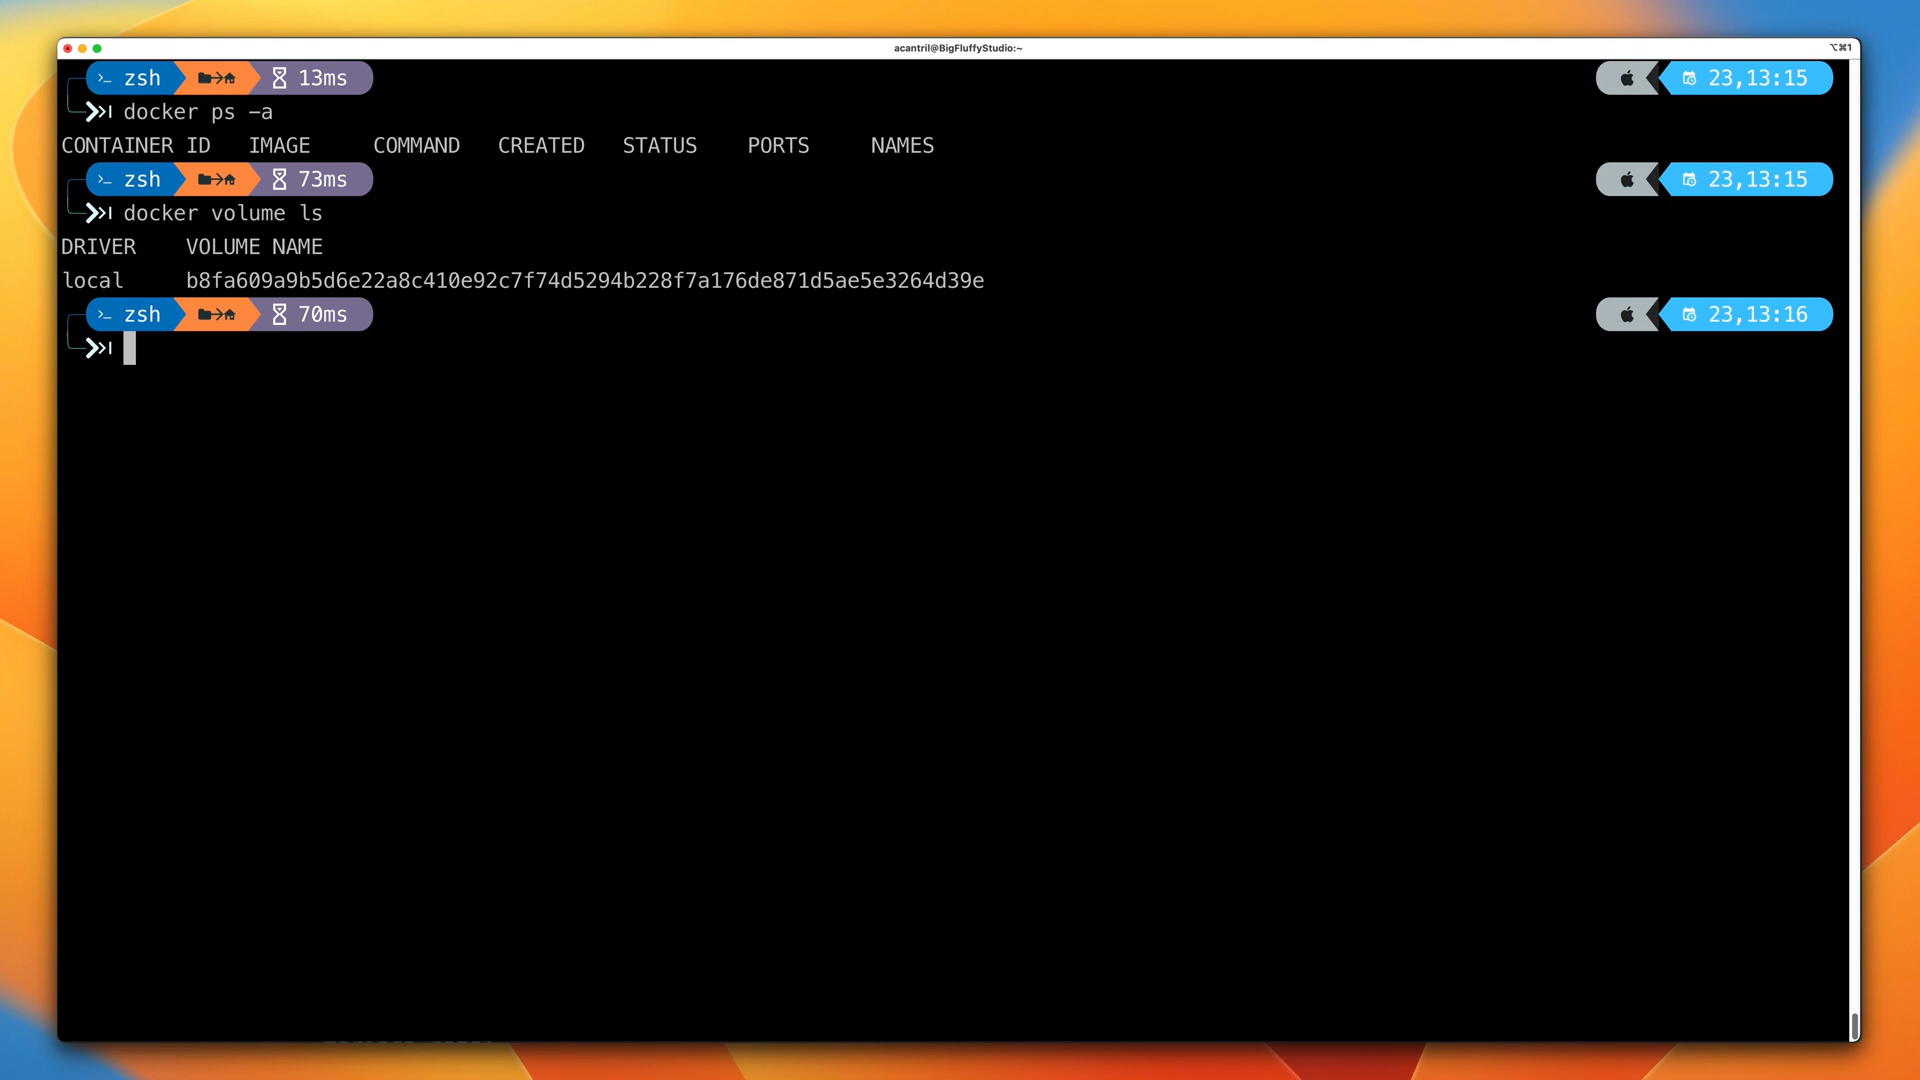 acantril@BigFluffyStudio:~ ⌥⌘1
>_ zsh 13ms 23,13:15
docker ps -a
CONTAINER ID IMAGE COMMAND CREATED STATUS PORTS NAMES
>_ zsh 73ms 23,13:15
docker volume ls
DRIVER VOLUME NAME
local b8fa609a9b5d6e22a8c410e92c7f74d5294b228f7a176de871d5ae5e3264d39e
>_ zsh 70ms 23,13:16